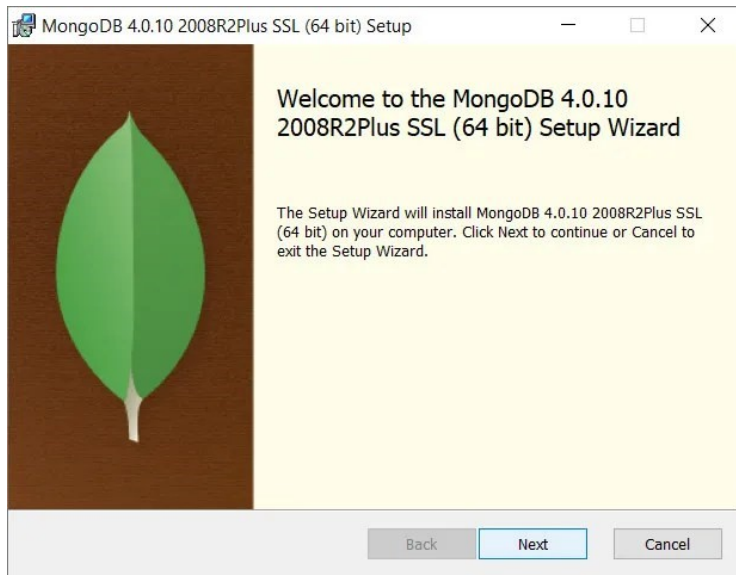 MongoDB 4.0.10 2008R2Plus SSL (64 bit) Setup
Welcome to the MongoDB 4.0.10
2008R2Plus SSL (64 bit) Setup Wizard
The Setup Wizard will install MongoDB 4.0.10 2008R2Plus SSL
(64 bit) on your computer. Click Next to continue or Cancel to
exit the Setup Wizard.
Back
Next
Cancel